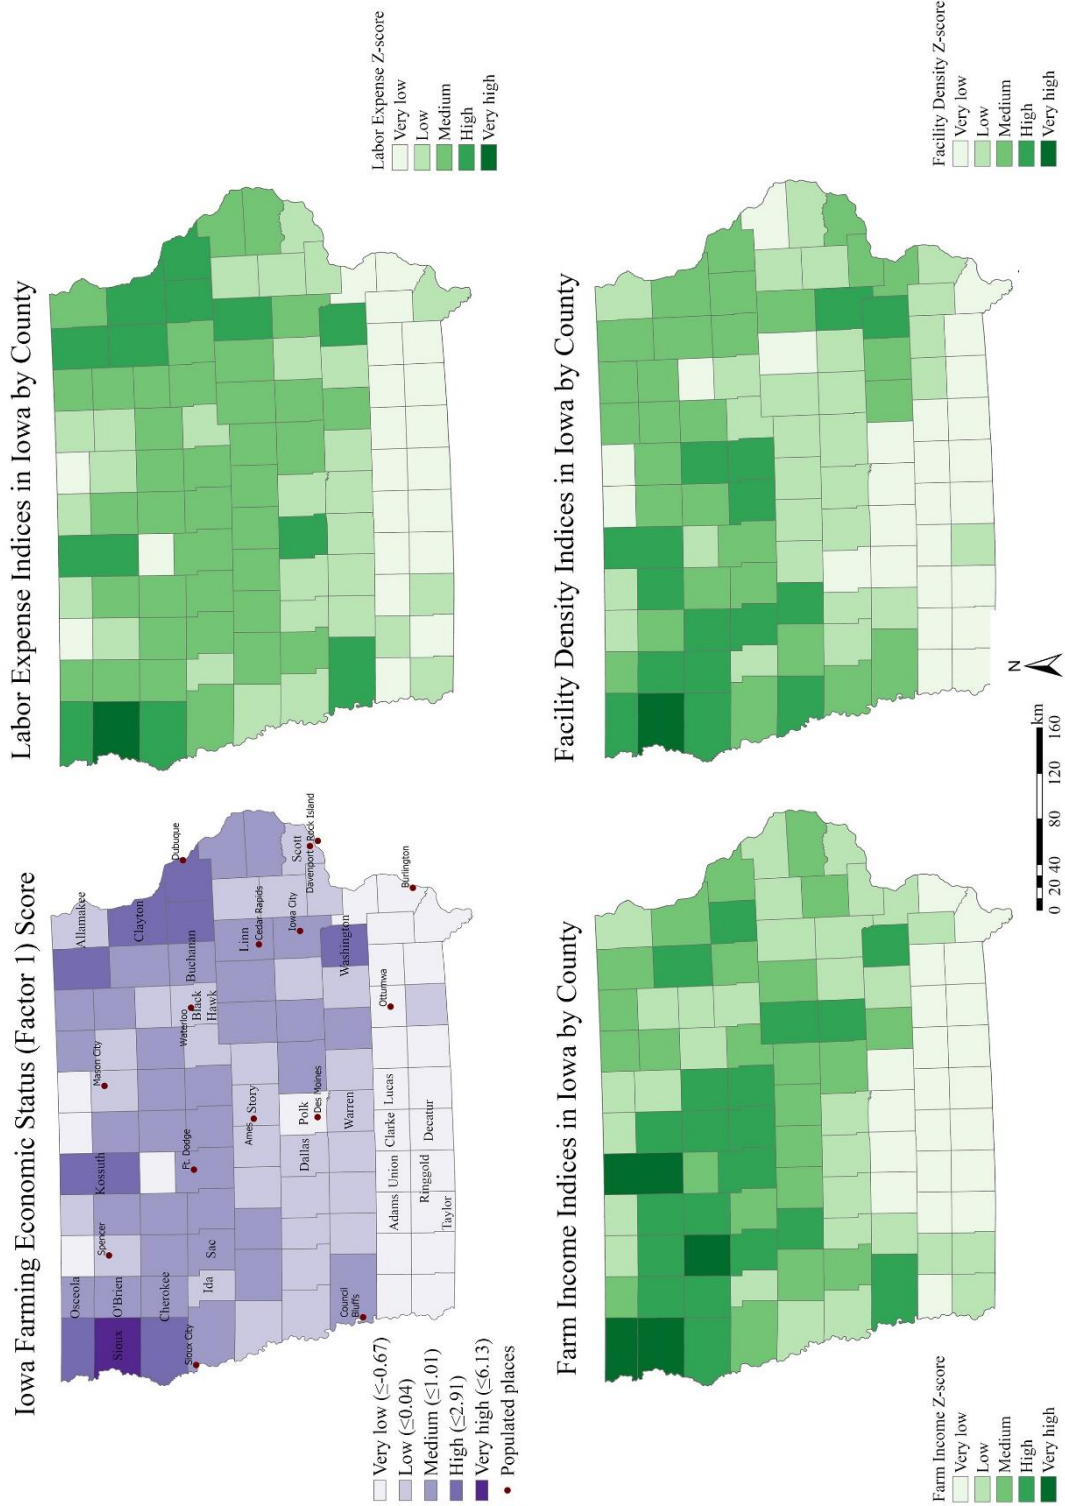 Iowa Farming Economic Status (Factor 1) Score
Osceola
Spencer
Kossuth
Mason City
Allamakee
Sioux
O'Brien
Clayton
Cherokee
Waterloo
Buchanan
Dubuque
Sioux City
Ida
Sac
Ft. Dodge
Black
Hawk
Linn
Cedar Rapids
Ames
Story
Scott
Davenport
Rock Island
Council
Bluffs
Dallas
Polk
Des Moines
Iowa City
Warren
Washington
Adams
Union
Clarke
Lucas
Ottumwa
Burlington
Taylor
Ringgold
Decatur
Very low (≤-0.67)
Low (≤0.04)
Medium (≤1.01)
High (≤2.91)
Very high (≤6.13)
Populated places
Labor Expense Indices in Iowa by County
Labor Expense Z-score
Very low
Low
Medium
High
Very high
Farm Income Indices in Iowa by County
Farm Income Z-score
Very low
Low
Medium
High
Very high
Facility Density Indices in Iowa by County
Facility Density Z-score
Very low
Low
Medium
High
Very high
N
0 20 40 80 120 160
km